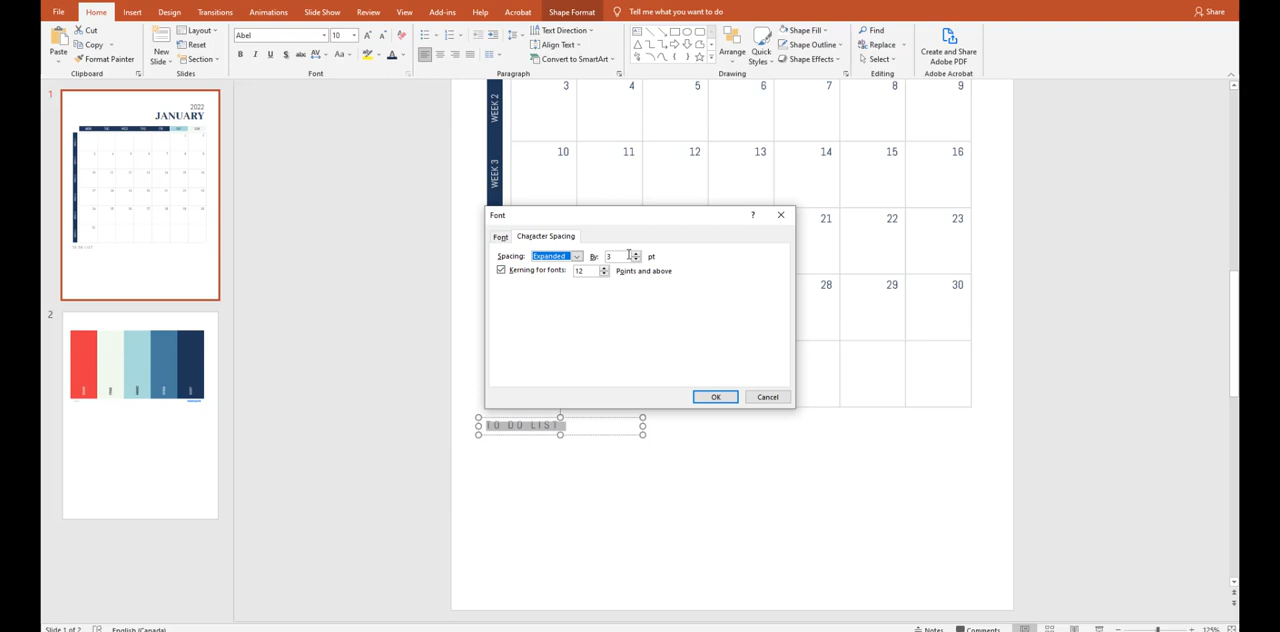 File Home Insert Design Transitions Animations Slide Show Review View Add-ins Help Acrobat Shape Format Tell me what you want to do Share
Paste Cut Copy Format Painter Clipboard
New Slide Layout Reset Section Slides
Abel 10 B I U S abc AV Aa A Font
Text Direction Align Text Convert to SmartArt Paragraph
Arrange Quick Styles Shape Fill Shape Outline Shape Effects Drawing
Find Replace Select Editing
Create and Share Adobe PDF Adobe Acrobat
1
2022
JANUARY
2
WEEK 2 3 4 5 6 7 8 9
WEEK 3 10 11 12 13 14 15 16
21 22 23
28 29 30
Font ?
Font Character Spacing
Spacing: Expanded By: 3 pt
Kerning for fonts: 12 Points and above
OK Cancel
TO DO LIST
Slide 1 of 2 English (Canada) Notes Comments 125%